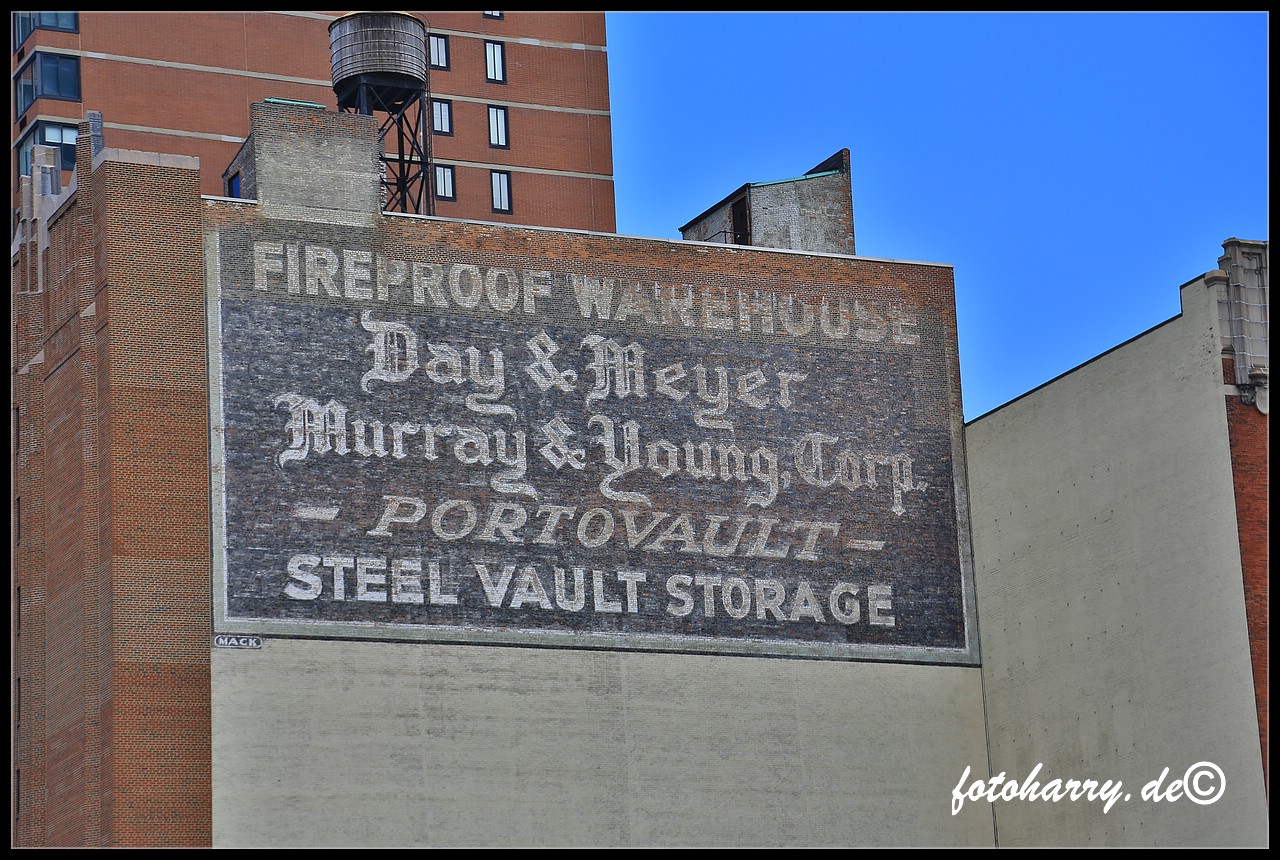 FIREPROOF WAREHOUSE
Day & Meyer
Murray & Young, Corp.
- PORTOVAULT -
STEEL VAULT STORAGE
MACK
fotoharry.de©